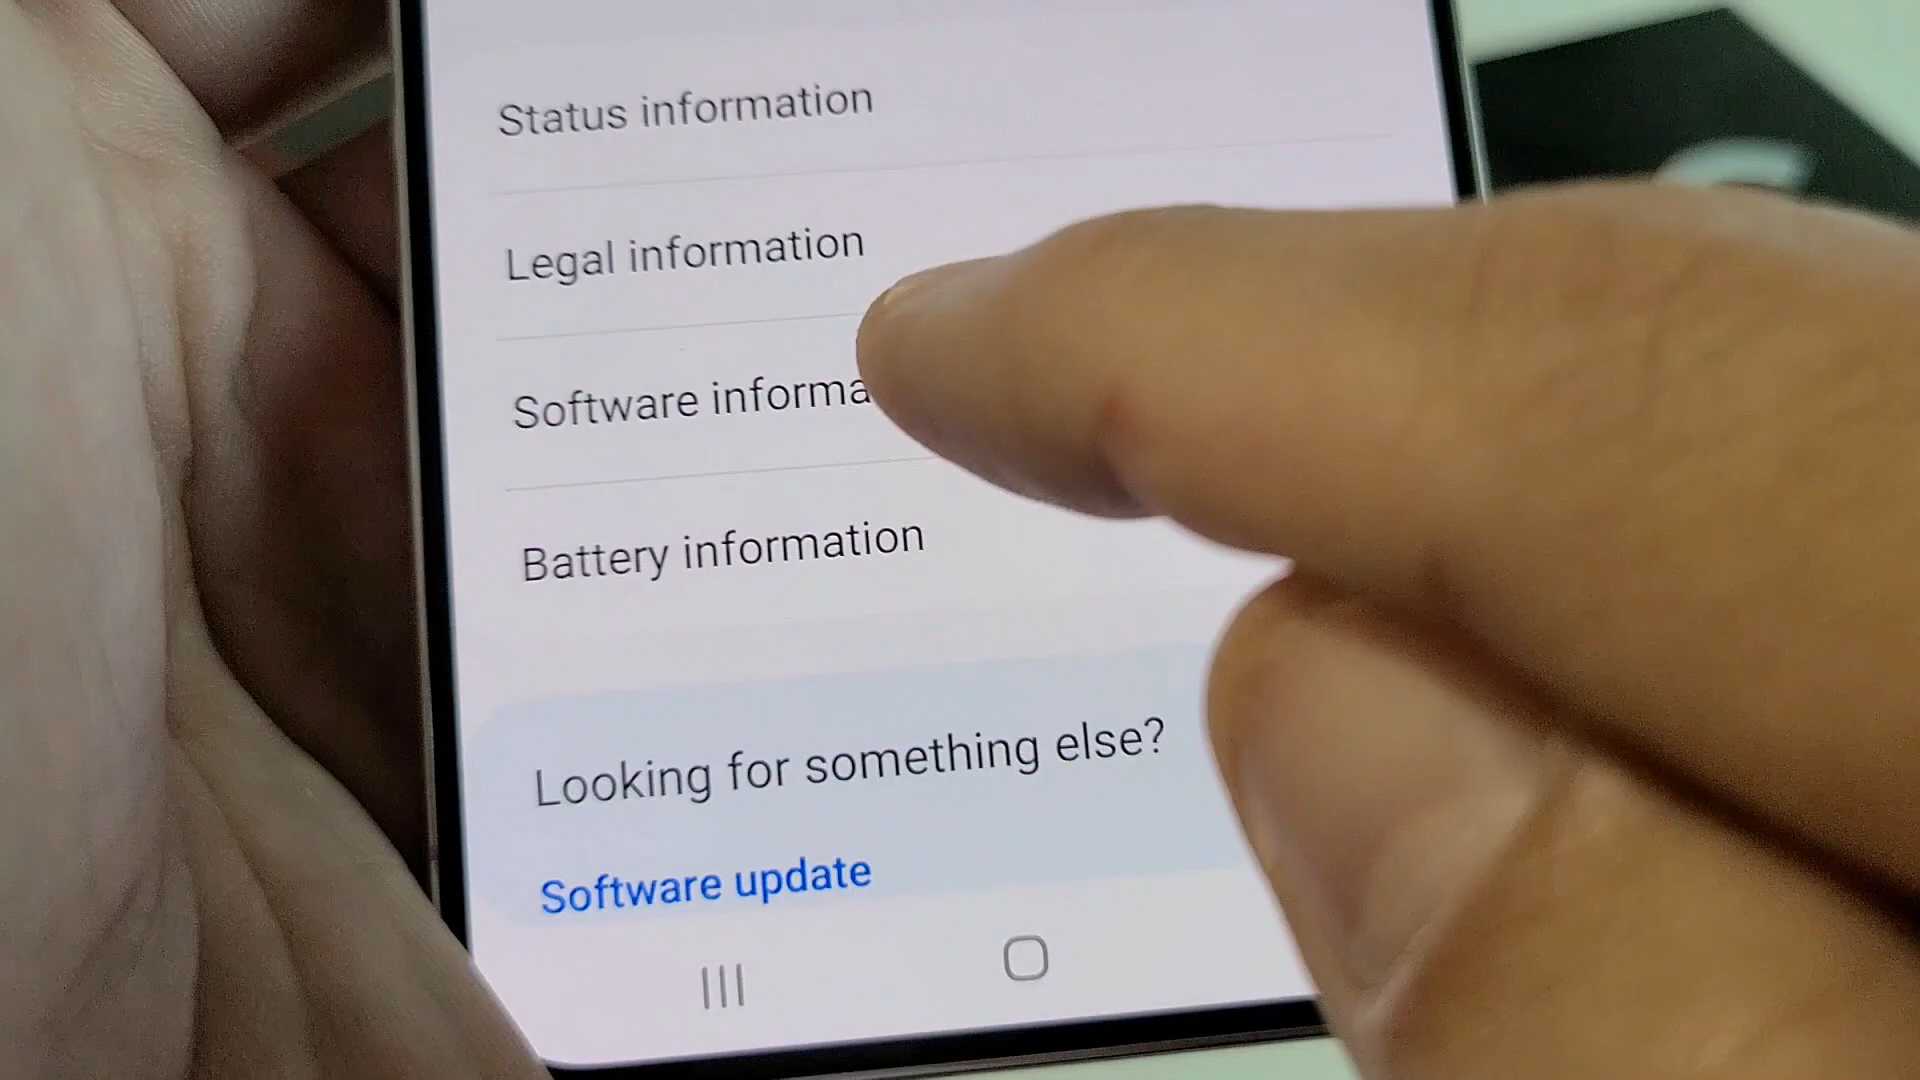 Status information
Legal information
Software informa
Battery information
Looking for something else?
Software update